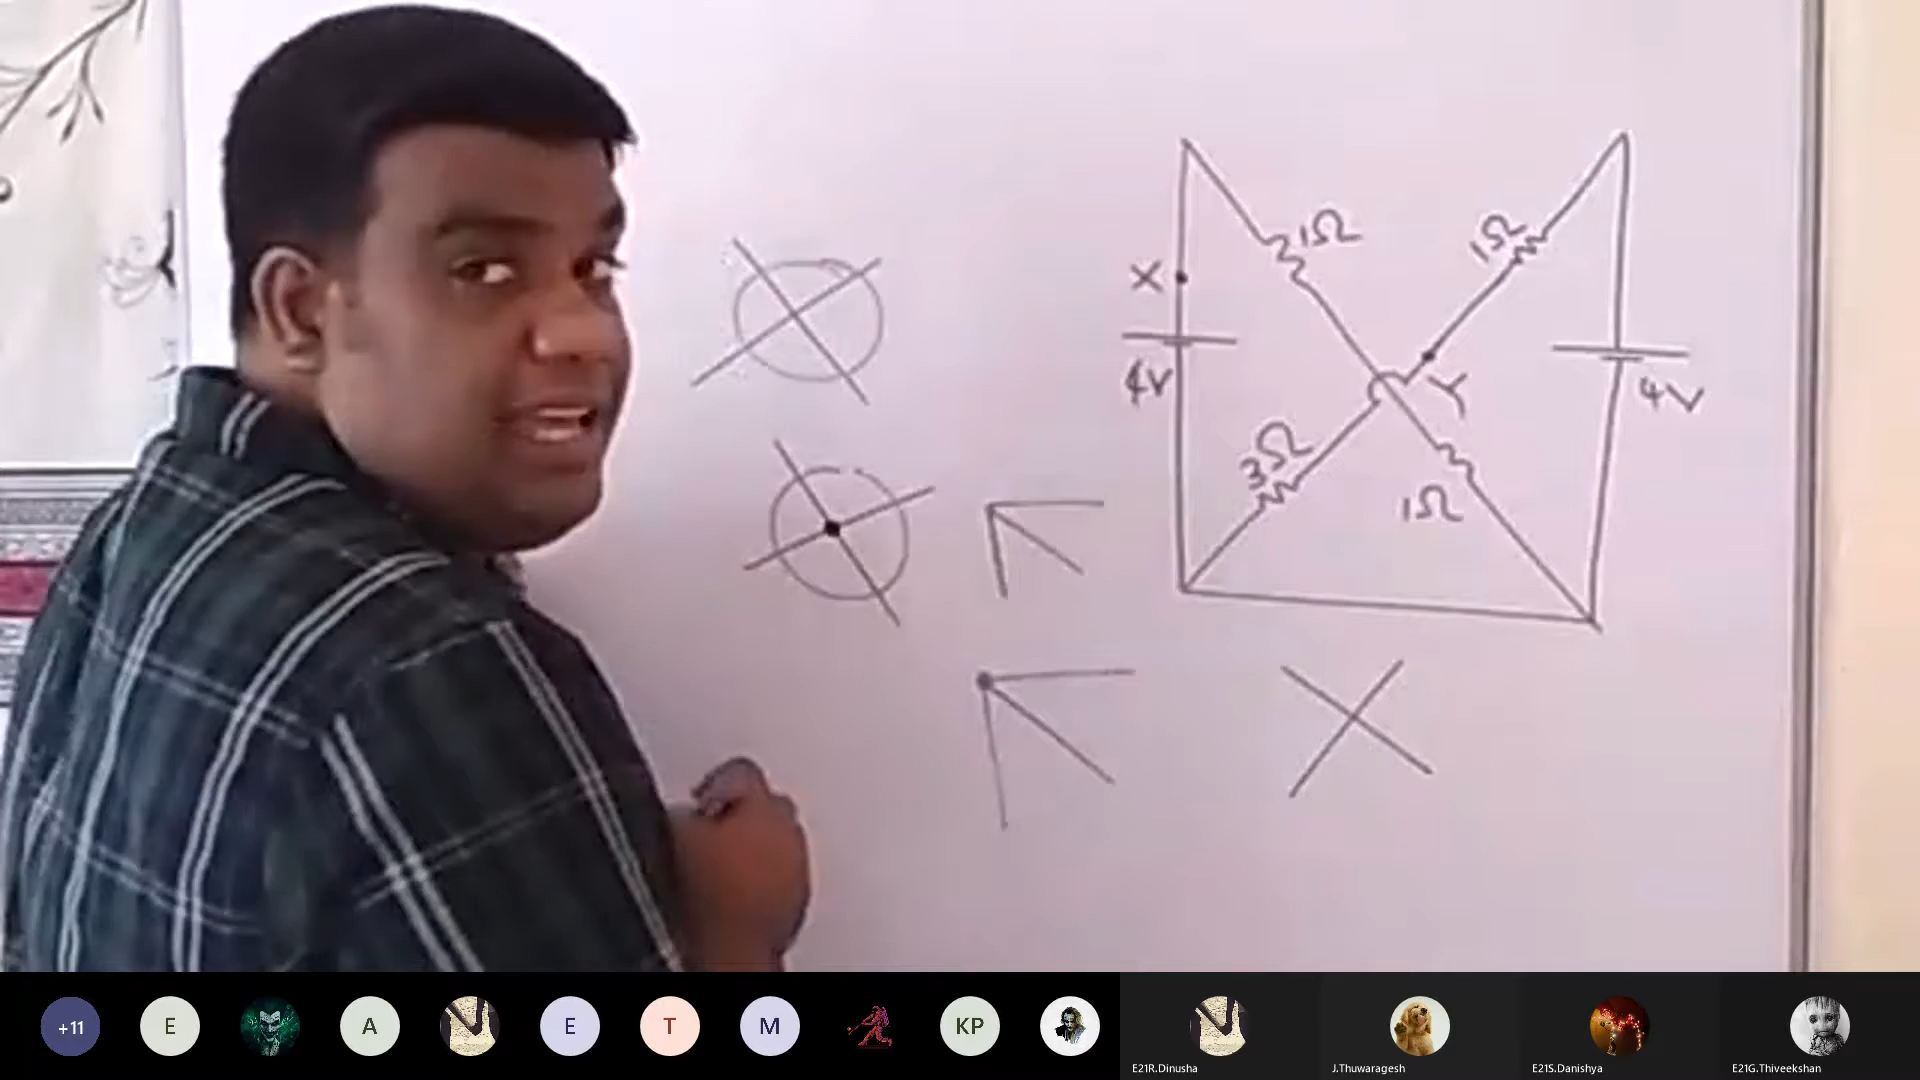 1Ω
1Ω
X
4V
Y
4V
3Ω
1Ω
+11
E
A
E
T
M
KP
E21R.Dinusha
J.Thuwaragesh
E21S.Danishya
E21G.Thiveekshan